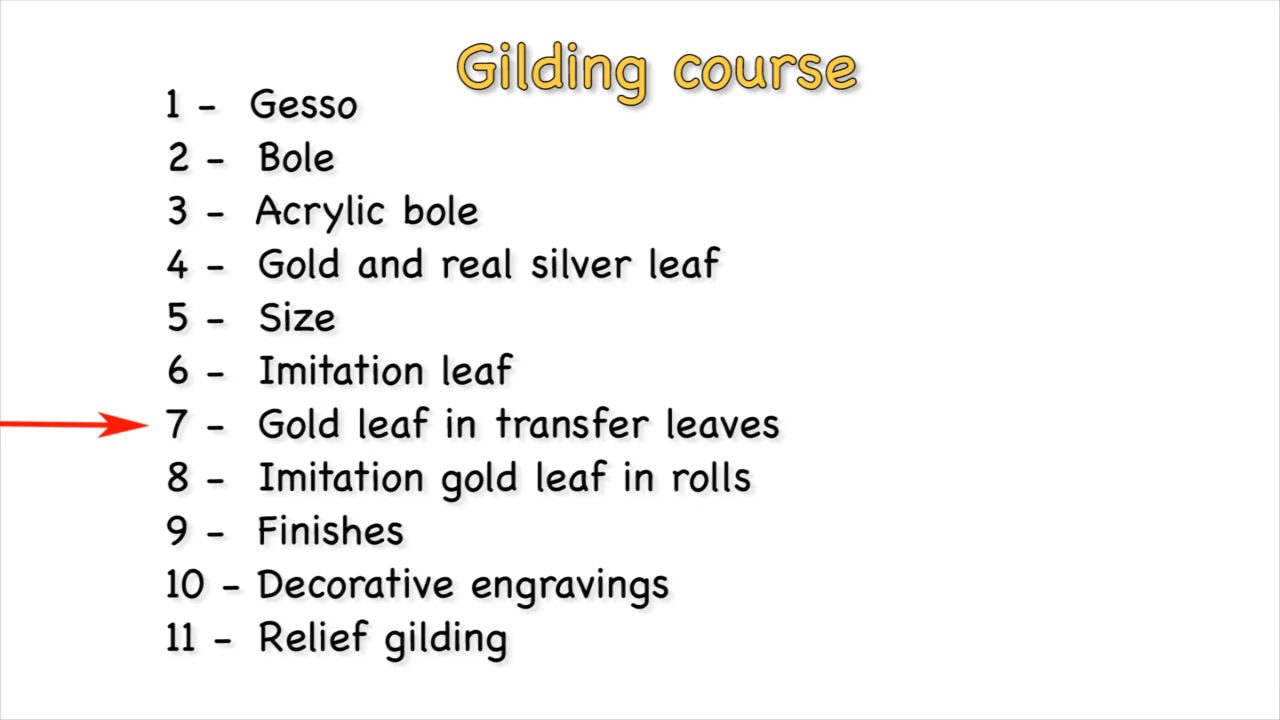 Gilding course
1 - Gesso
2 - Bole
3 - Acrylic bole
4 - Gold and real silver leaf
5 - Size
6 - Imitation leaf
7 - Gold leaf in transfer leaves
8 - Imitation gold leaf in rolls
9 - Finishes
10 - Decorative engravings
11 - Relief gilding